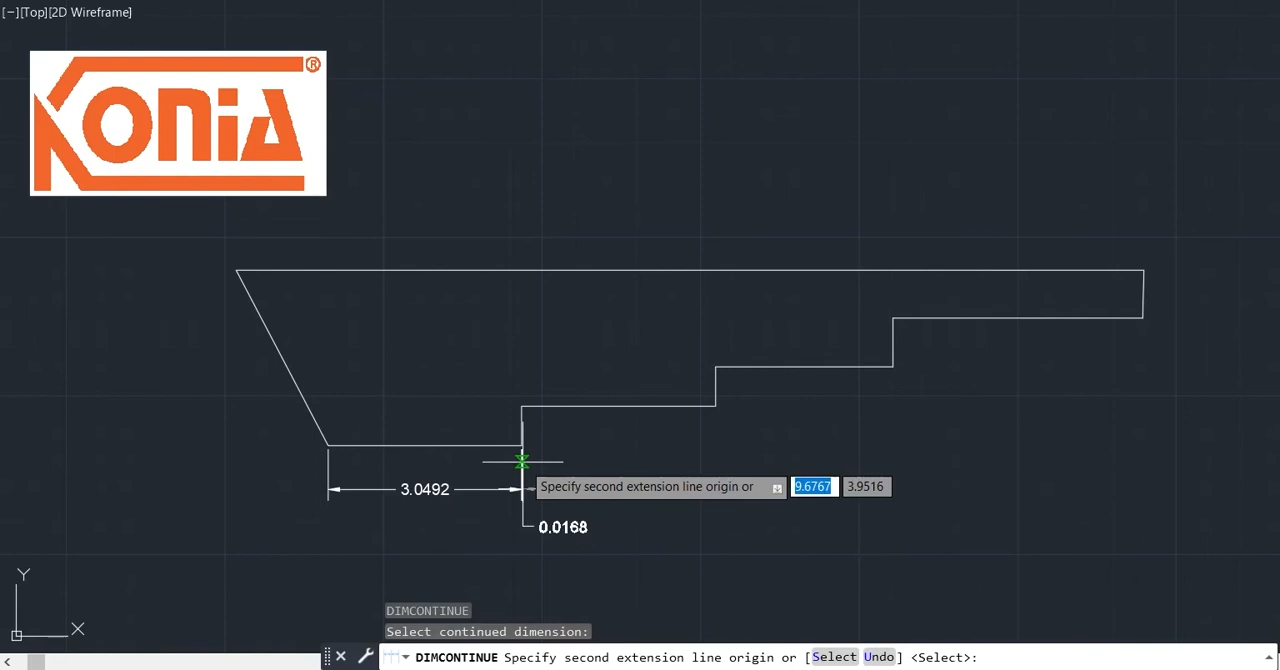 [−][Top][2D Wireframe]
KONiA®
3.0492
Specify second extension line origin or 9.6767 3.9516
0.0168
Y
X
DIMCONTINUE
Select continued dimension:
DIMCONTINUE Specify second extension line origin or [Select Undo] <Select>: